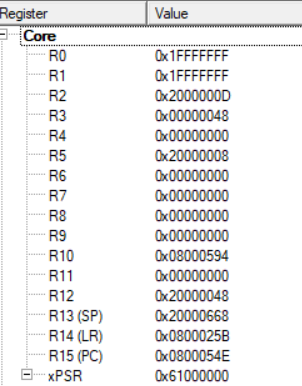 Register Value
Core
R0 0x1FFFFFFF
R1 0x1FFFFFFF
R2 0x2000000D
R3 0x00000048
R4 0x00000000
R5 0x20000008
R6 0x00000000
R7 0x00000000
R8 0x00000000
R9 0x00000000
R10 0x08000594
R11 0x00000000
R12 0x20000048
R13 (SP) 0x20000668
R14 (LR) 0x0800025B
R15 (PC) 0x0800054E
xPSR 0x61000000